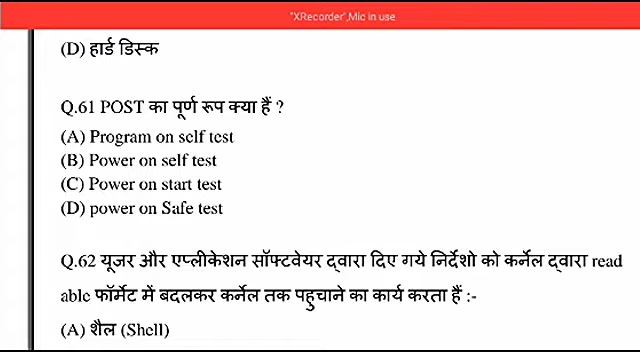 "XRecorder",Mic in use
(D) हार्ड डिस्क
Q.61 POST का पूर्ण रूप क्या हैं ?
(A) Program on self test
(B) Power on self test
(C) Power on start test
(D) power on Safe test
Q.62 यूजर और एप्लीकेशन सॉफ्टवेयर द्वारा दिए गये निर्देशो को कर्नेल द्वारा read
able फॉर्मेट में बदलकर कर्नेल तक पहुचाने का कार्य करता हैं :-
(A) शैल (Shell)